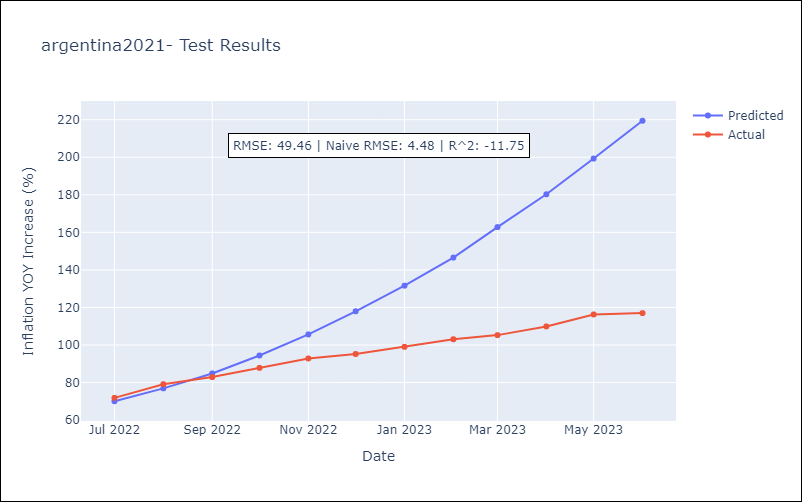 argentina2021- Test Results
Predicted
Actual
RMSE: 49.46 | Naive RMSE: 4.48 | R^2: -11.75
Inflation YOY Increase (%)
220
200
180
160
140
120
100
80
60
Jul 2022 Sep 2022 Nov 2022 Jan 2023 Mar 2023 May 2023
Date